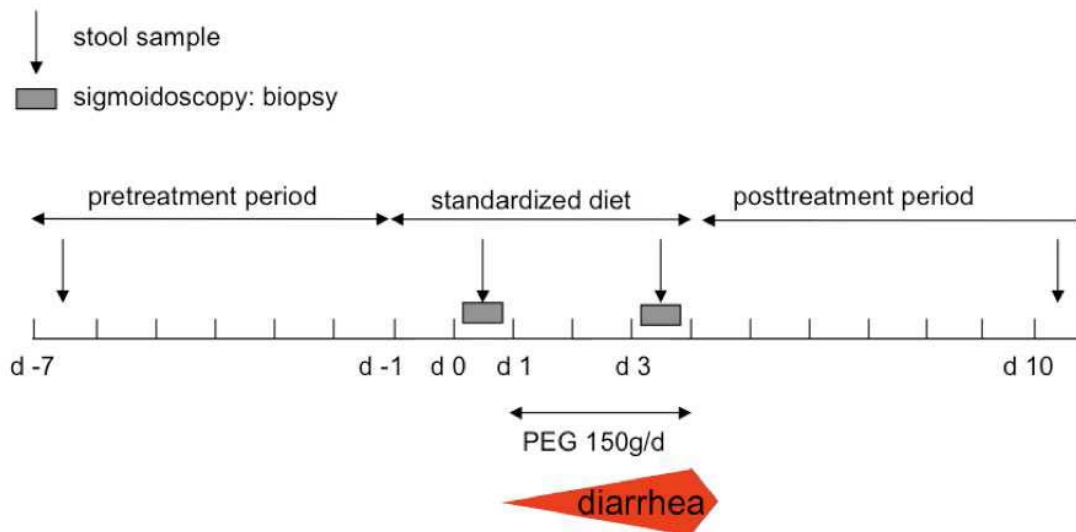 stool sample
sigmoidoscopy: biopsy
pretreatment period
standardized diet
posttreatment period
d -7
d -1
d 0
d 1
d 3
d 10
PEG 150g/d
diarrhea